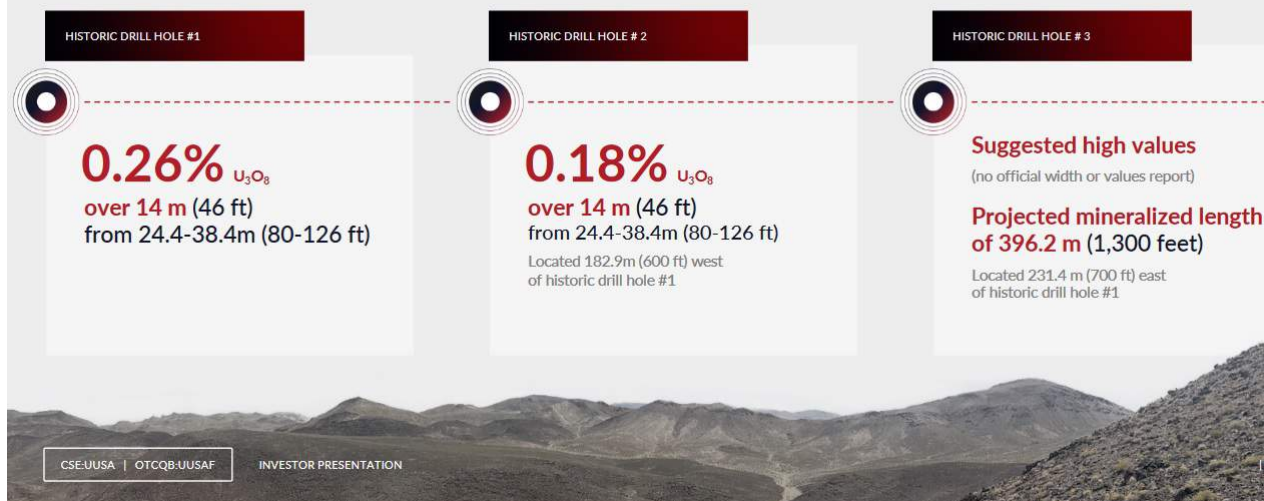 HISTORIC DRILL HOLE #1
0.26% U₃O₈
over 14 m (46 ft)
from 24.4-38.4m (80-126 ft)
HISTORIC DRILL HOLE # 2
0.18% U₃O₈
over 14 m (46 ft)
from 24.4-38.4m (80-126 ft)
Located 182.9m (600 ft) west
of historic drill hole #1
HISTORIC DRILL HOLE # 3
Suggested high values
(no official width or values report)
Projected mineralized length
of 396.2 m (1,300 feet)
Located 231.4 m (700 ft) east
of historic drill hole #1
CSE:UUSA | OTCQB:UUSAF
INVESTOR PRESENTATION